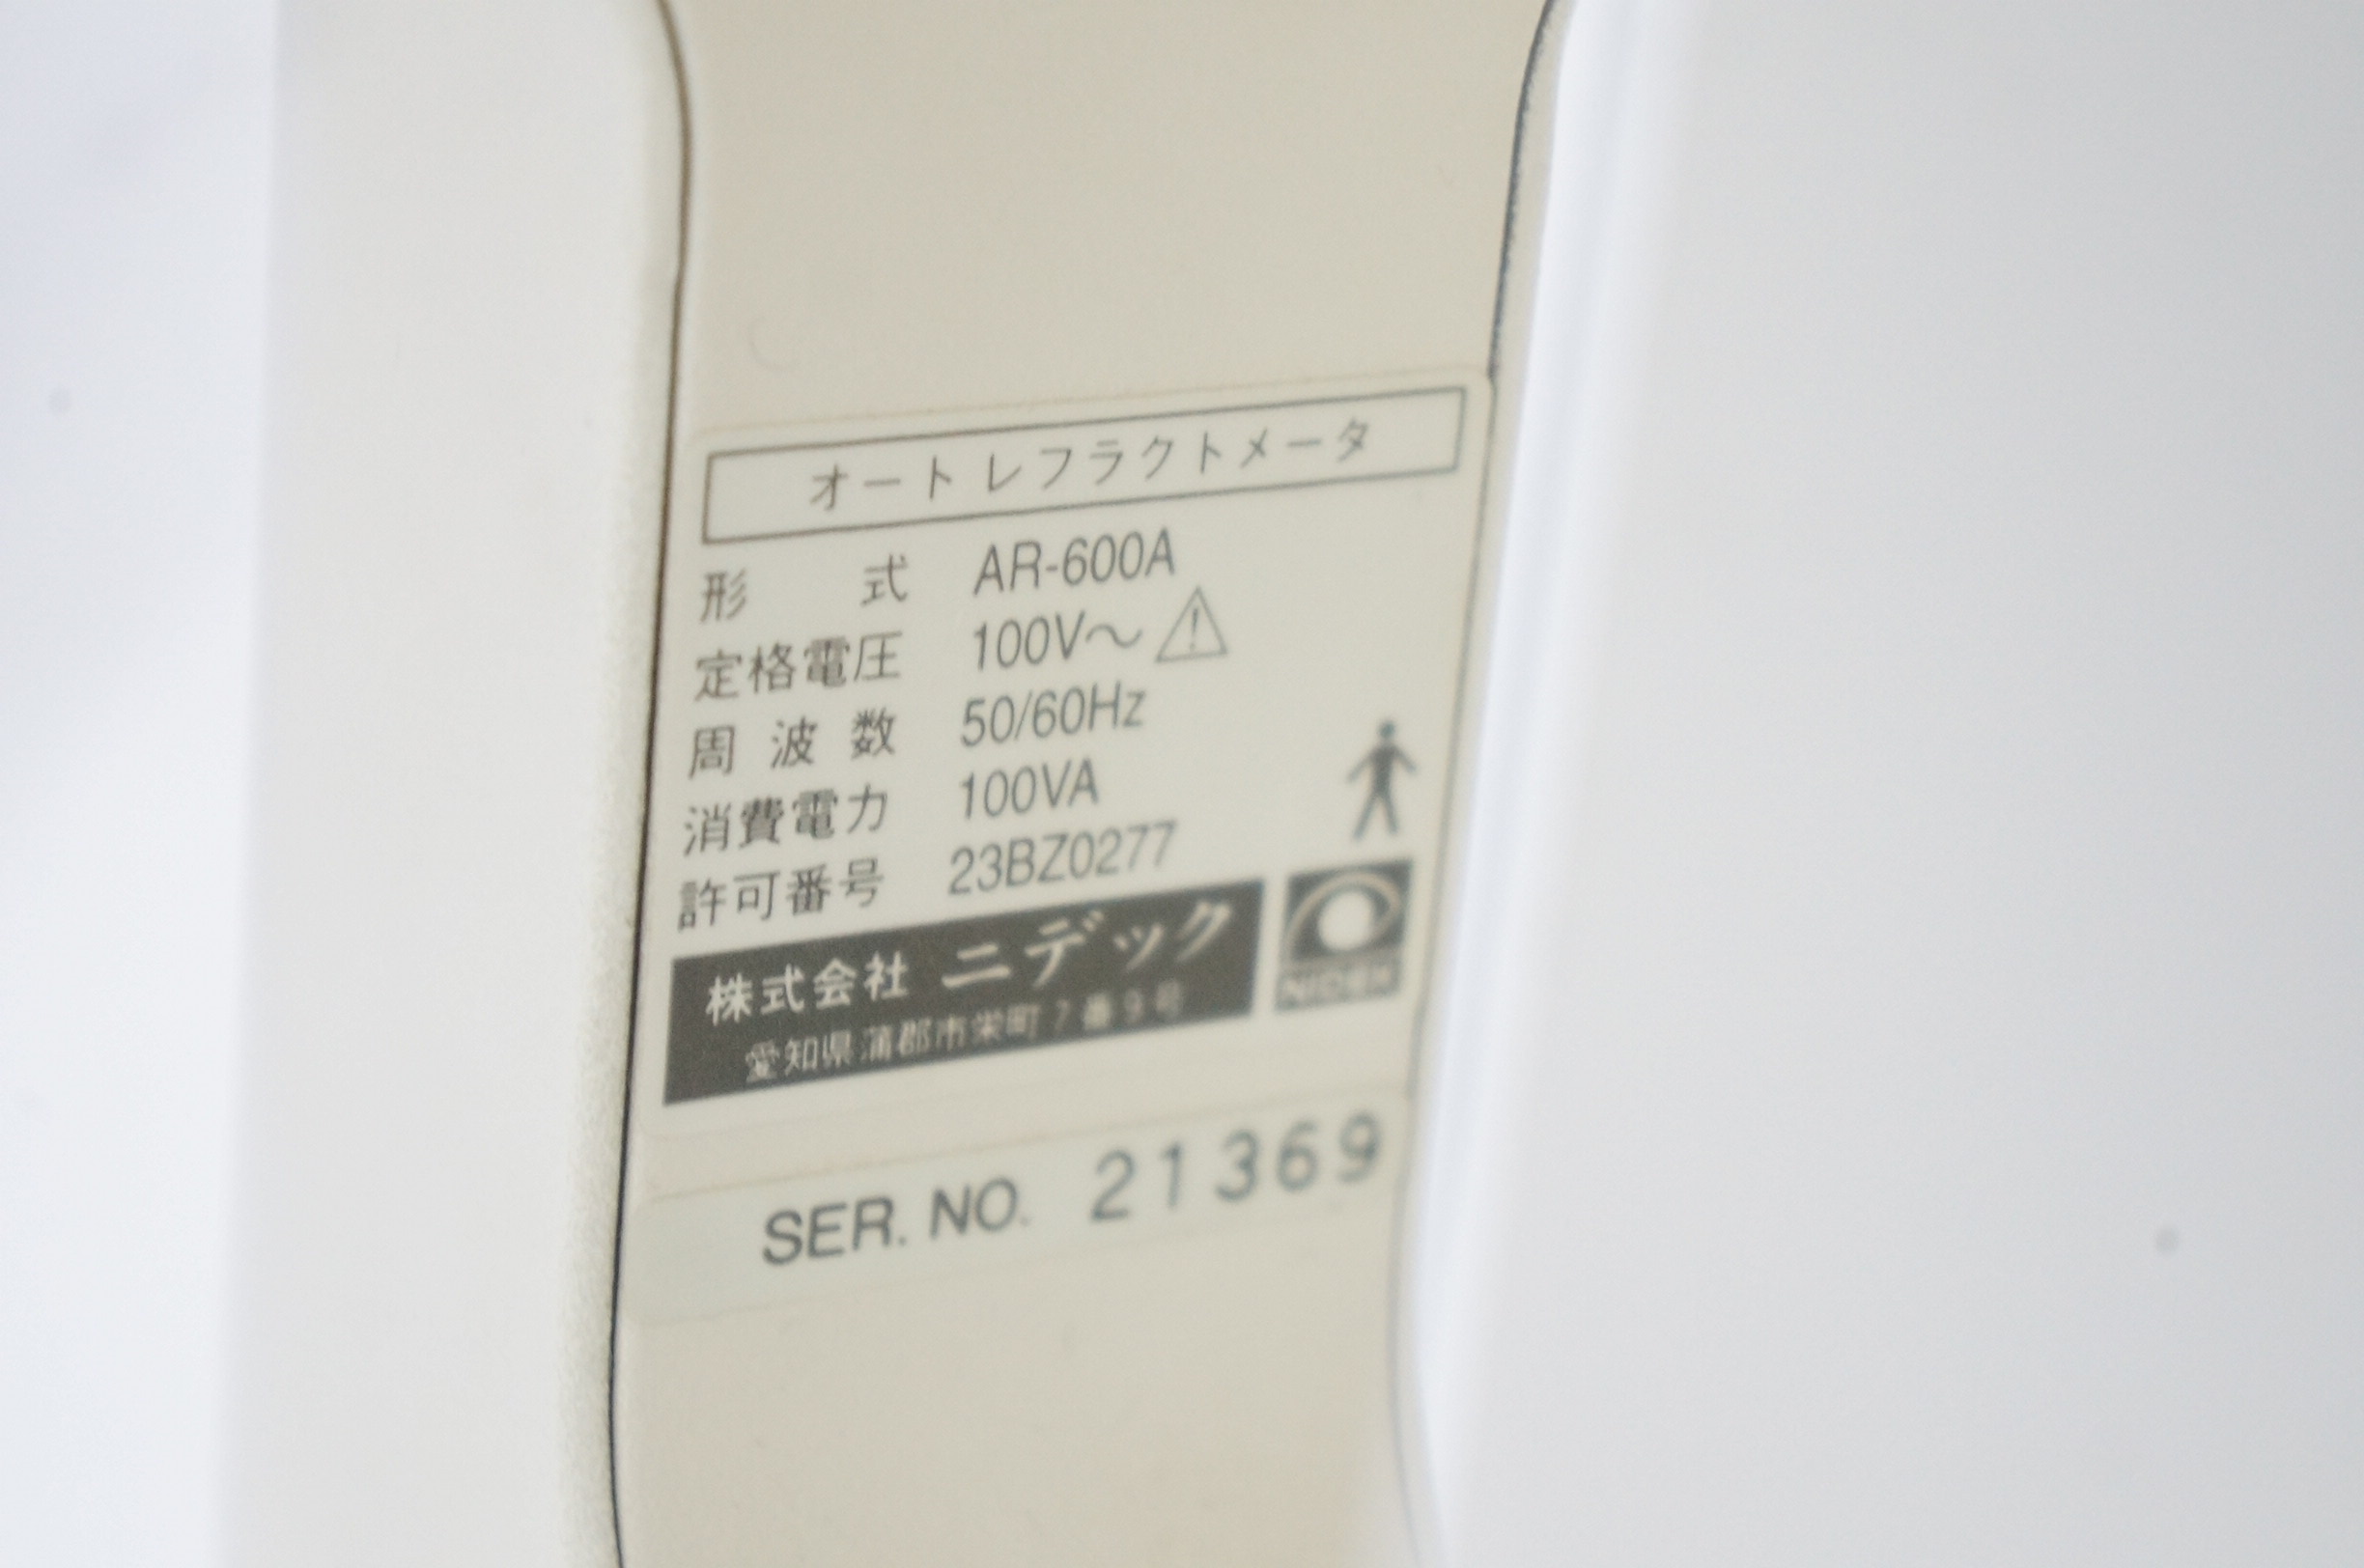 オートレフラクトメータ
形式 AR-600A
定格電圧 100V～
周波数 50/60Hz
消費電力 100VA
許可番号 23BZ0277
株式会社 ニデック
愛知県蒲郡市栄町7番9号
NIDEK
SER. NO. 21369